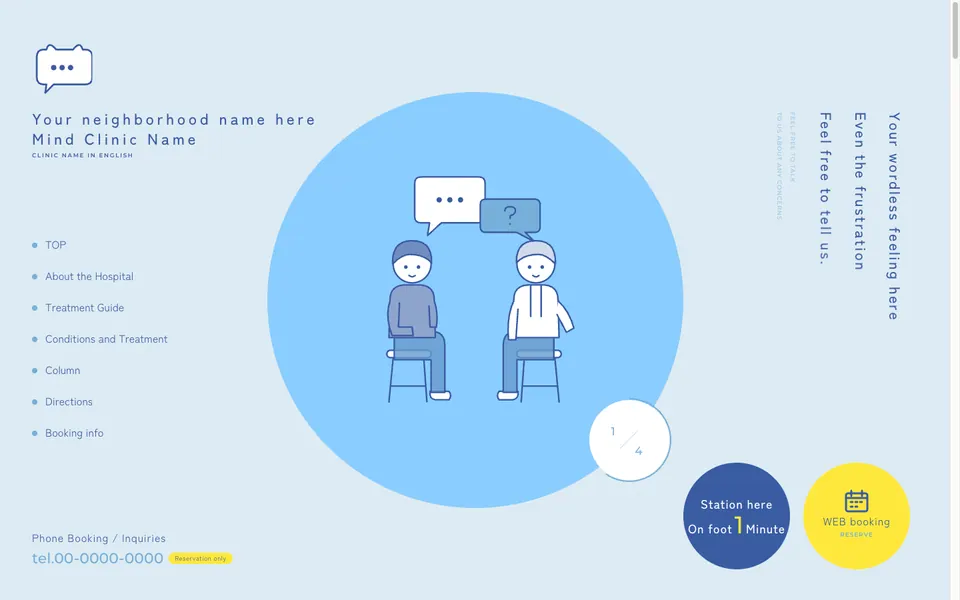 Your neighborhood name here
Mind Clinic Name
CLINIC NAME IN ENGLISH
TOP
About the Hospital
Treatment Guide
Conditions and Treatment
Column
Directions
Booking info
Phone Booking / Inquiries
tel.00-0000-0000 Reservation only
?
1/4
Your wordless feeling here
Even the frustration
Feel free to tell us.
FEEL FREE TO TALK
TO US ABOUT ANY CONCERNS
Station here
On foot 1 Minute
WEB booking
RESERVE